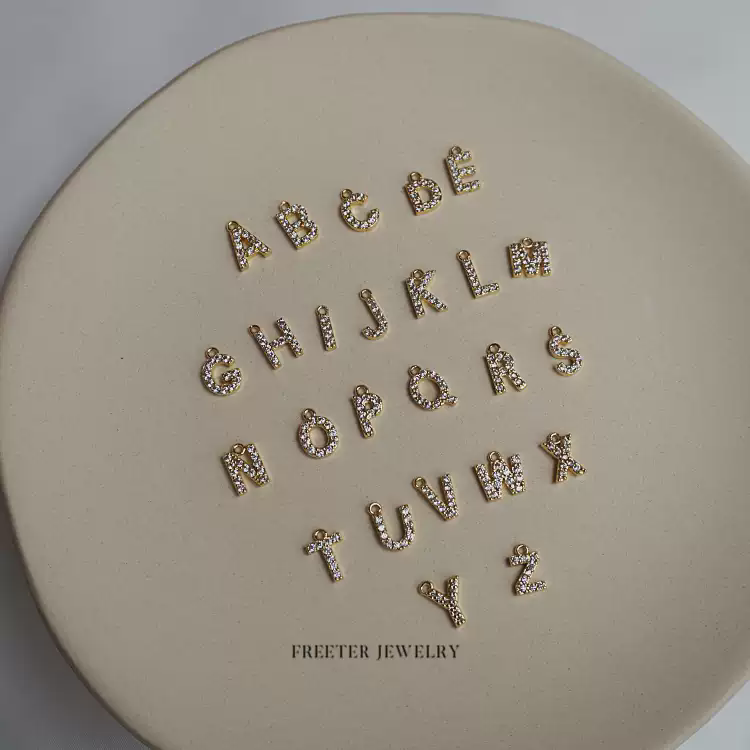 A B C D E
G H I J K L M
N O P Q R S
T U V W X
Y Z
FREETER JEWELRY